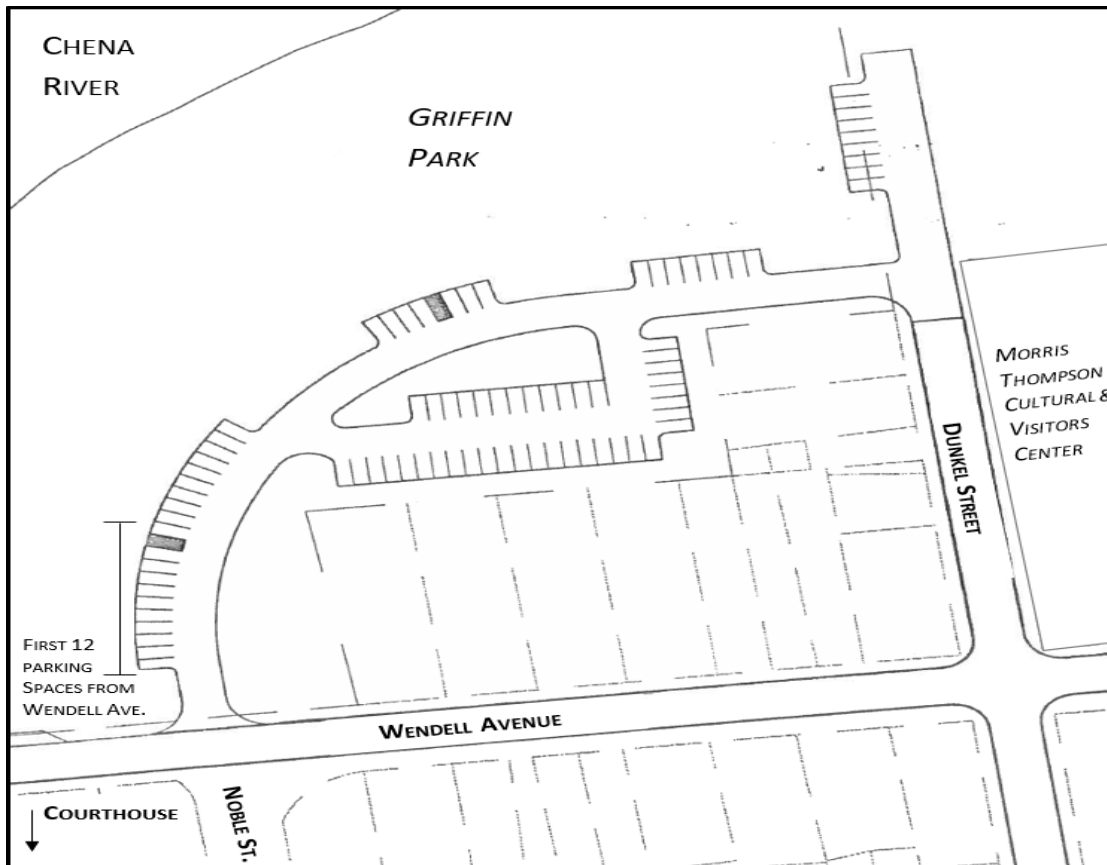 CHENA
RIVER
GRIFFIN
PARK
MORRIS
THOMPSON
CULTURAL &
VISITORS
CENTER
DUNKEL STREET
FIRST 12
PARKING
SPACES FROM
WENDELL AVE.
WENDELL AVENUE
NOBLE ST.
COURTHOUSE